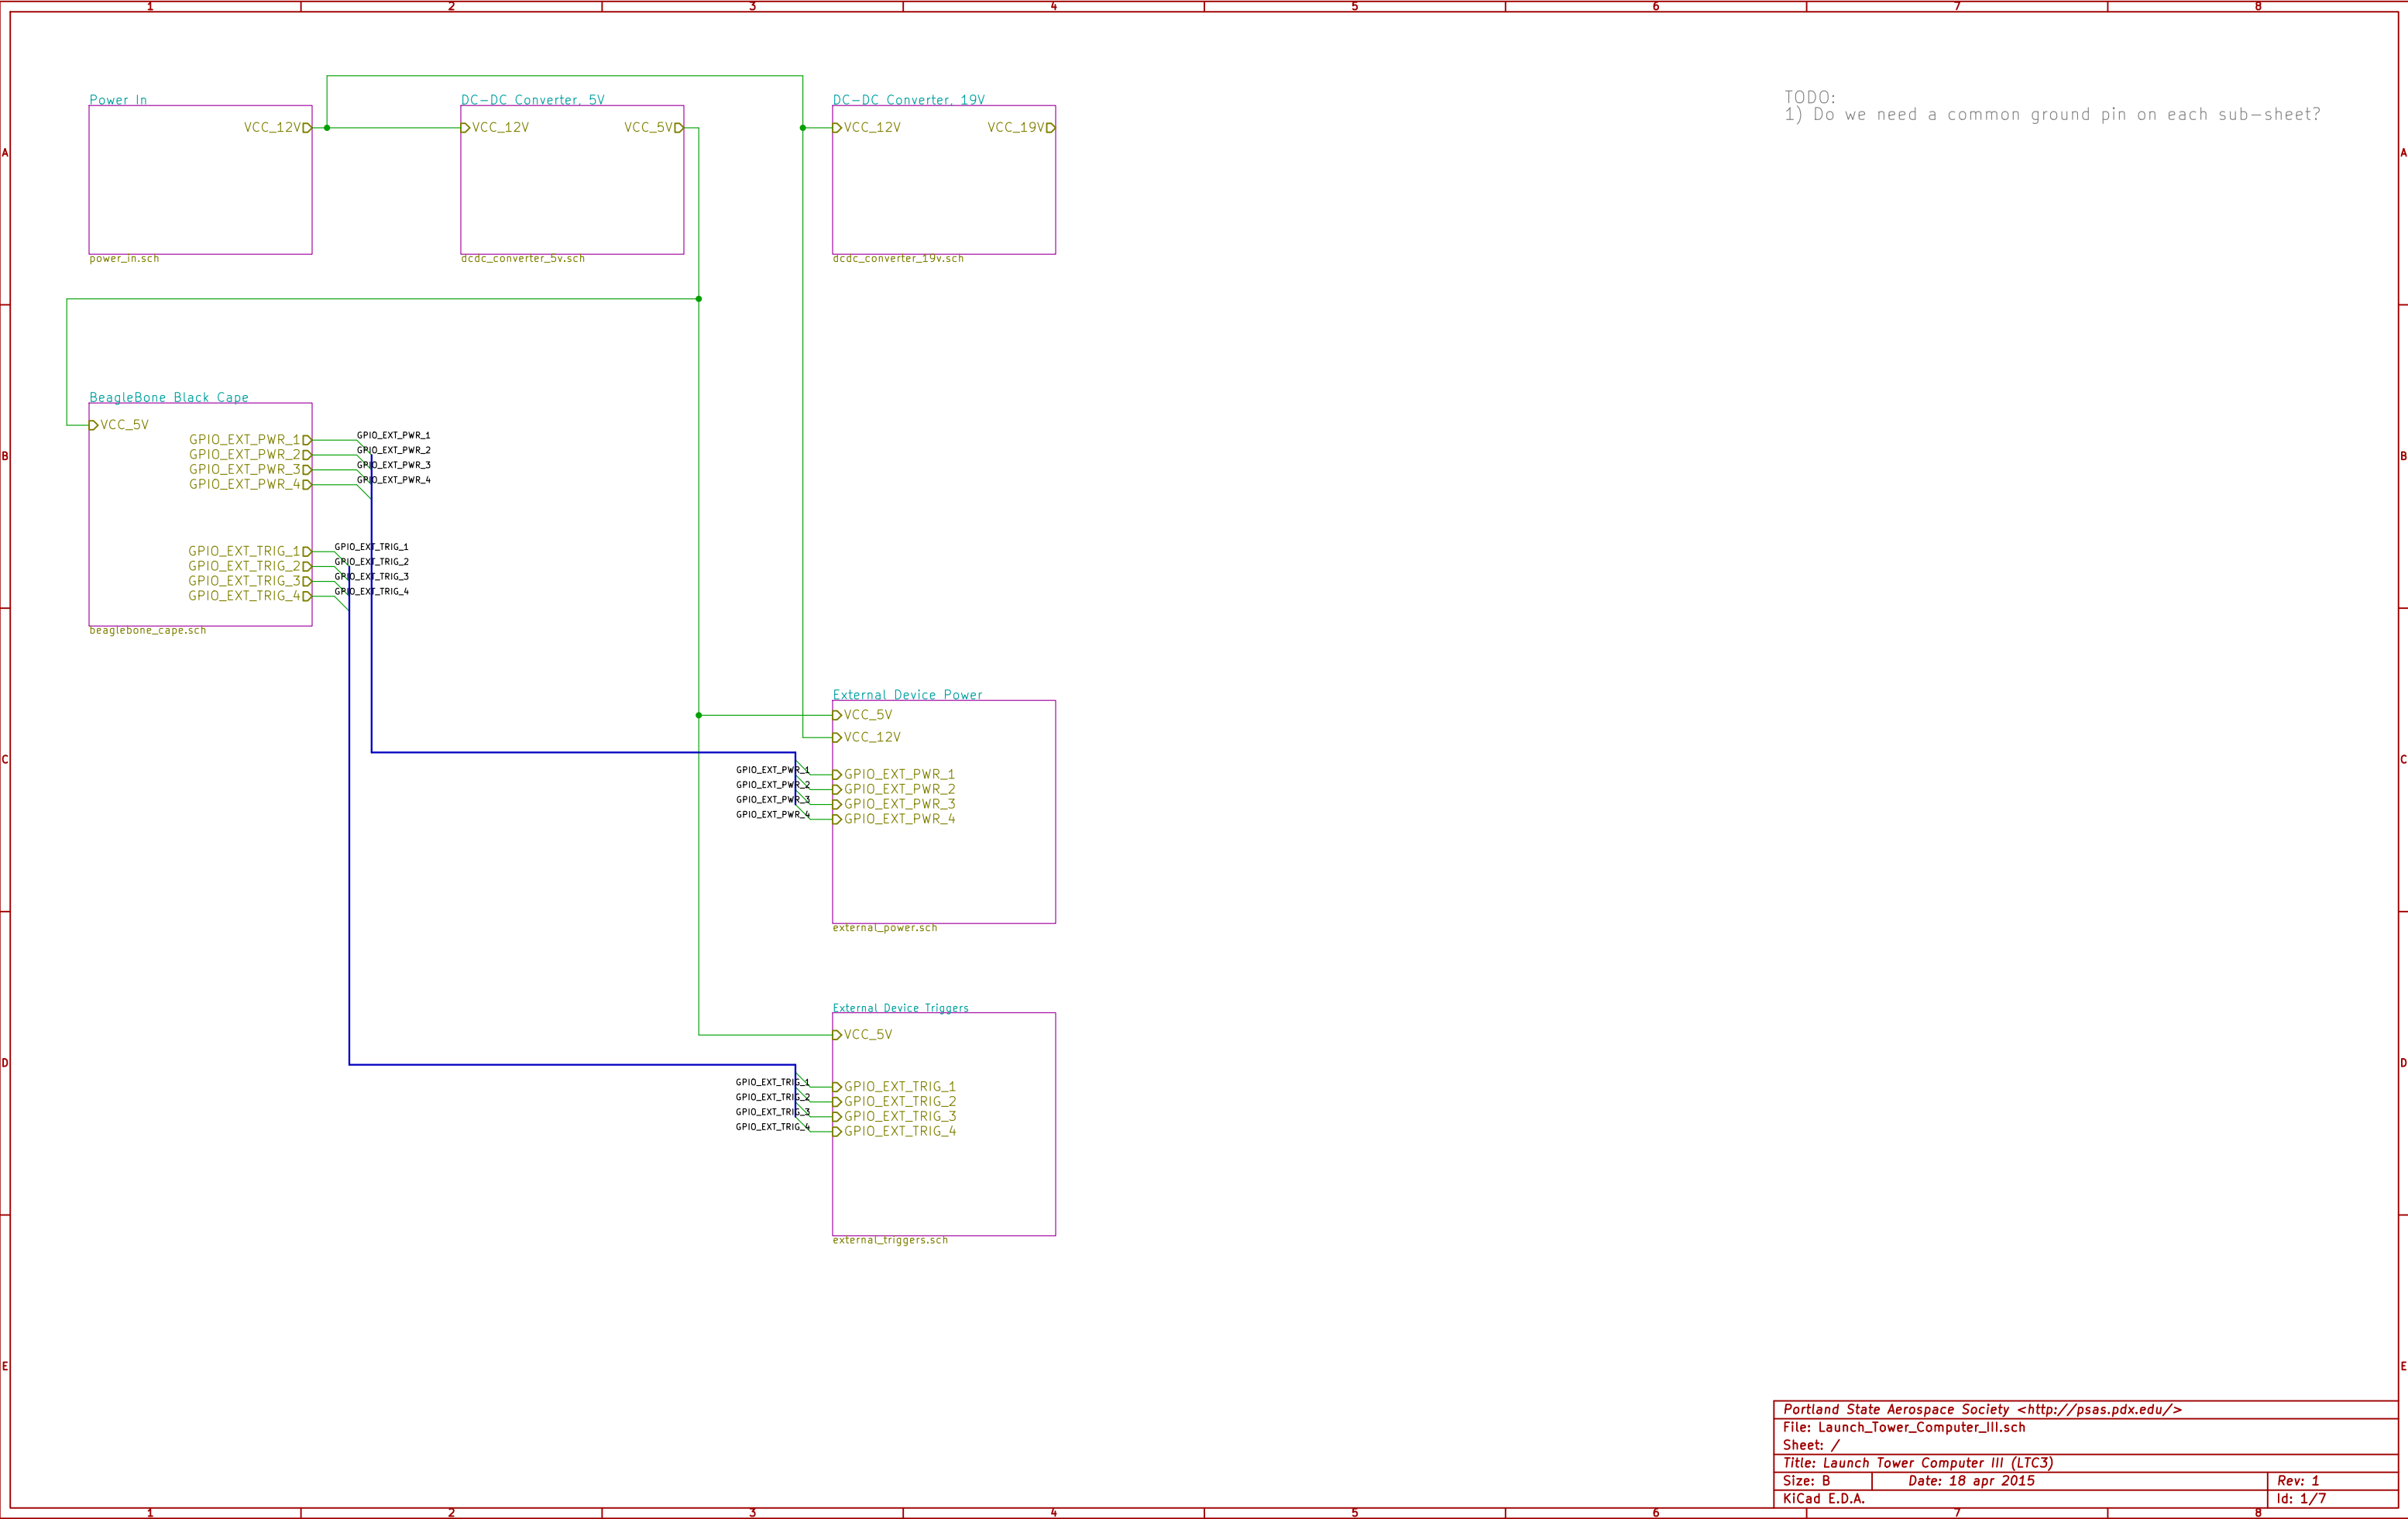 1 2 3 4 5 6 7 8
TODO:
1) Do we need a common ground pin on each sub-sheet?
Power In
VCC_12V
power_in.sch
DC-DC Converter, 5V
VCC_12V VCC_5V
dcdc_converter_5v.sch
DC-DC Converter, 19V
VCC_12V VCC_19V
dcdc_converter_19v.sch
A A
BeagleBone Black Cape
VCC_5V
GPIO_EXT_PWR_1 GPIO_EXT_PWR_1
GPIO_EXT_PWR_2 GPIO_EXT_PWR_2
GPIO_EXT_PWR_3 GPIO_EXT_PWR_3
GPIO_EXT_PWR_4 GPIO_EXT_PWR_4
GPIO_EXT_TRIG_1 GPIO_EXT_TRIG_1
GPIO_EXT_TRIG_2 GPIO_EXT_TRIG_2
GPIO_EXT_TRIG_3 GPIO_EXT_TRIG_3
GPIO_EXT_TRIG_4 GPIO_EXT_TRIG_4
beaglebone_cape.sch
B B
External Device Power
VCC_5V
VCC_12V
GPIO_EXT_PWR_1 GPIO_EXT_PWR_1
GPIO_EXT_PWR_2 GPIO_EXT_PWR_2
GPIO_EXT_PWR_3 GPIO_EXT_PWR_3
GPIO_EXT_PWR_4 GPIO_EXT_PWR_4
external_power.sch
C C
External Device Triggers
VCC_5V
GPIO_EXT_TRIG_1 GPIO_EXT_TRIG_1
GPIO_EXT_TRIG_2 GPIO_EXT_TRIG_2
GPIO_EXT_TRIG_3 GPIO_EXT_TRIG_3
GPIO_EXT_TRIG_4 GPIO_EXT_TRIG_4
external_triggers.sch
D D
E E
Portland State Aerospace Society <http://psas.pdx.edu/>
File: Launch_Tower_Computer_III.sch
Sheet: /
Title: Launch Tower Computer III (LTC3)
Size: B Date: 18 apr 2015 Rev: 1
KiCad E.D.A. Id: 1/7
1 2 3 4 5 6 7 8